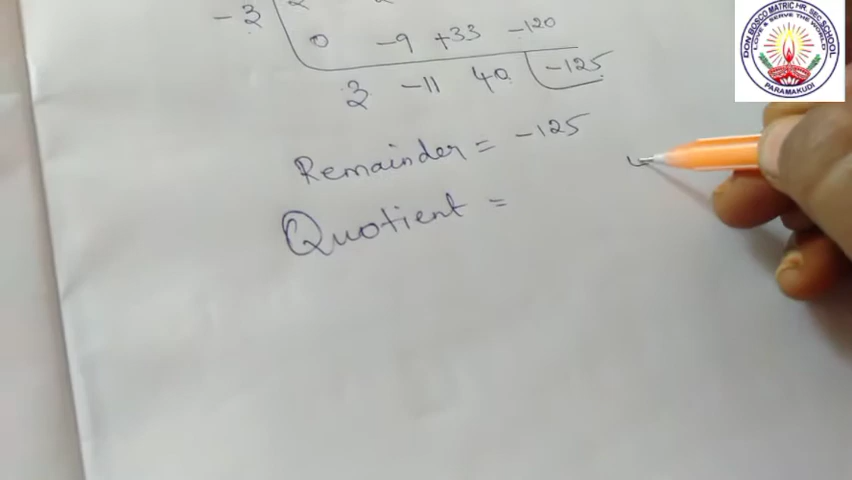 -3
0 -9 +33 -120
3 -11 40 -125
Remainder = -125
Quotient =
DON BOSCO MATRIC HR. SEC SCHOOL
LOVE & SERVE THE WORLD
PARAMAKUDI